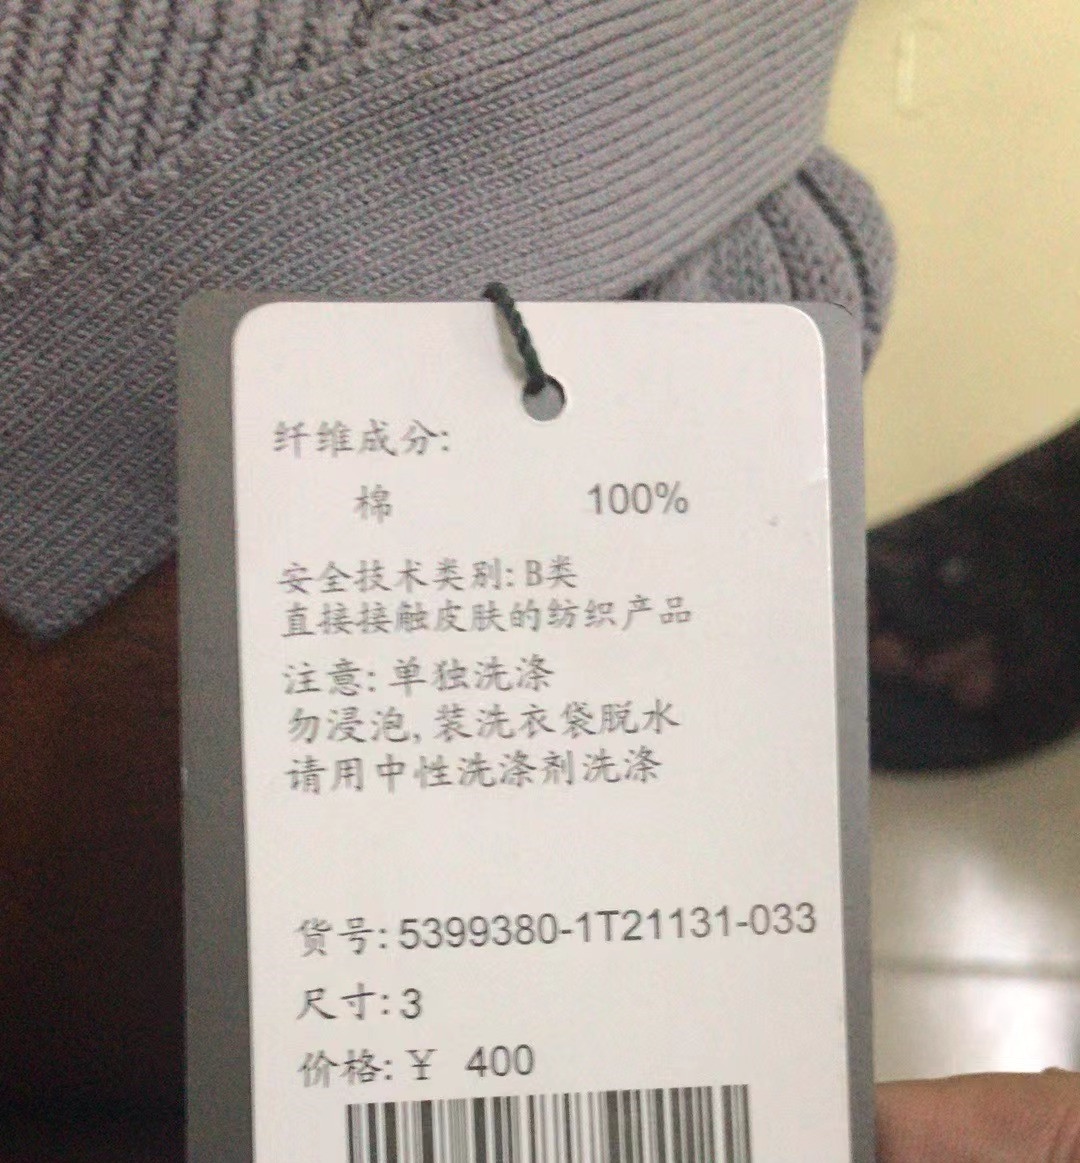 纤维成分:
棉 100%
安全技术类别: B类
直接接触皮肤的纺织产品
注意: 单独洗涤
勿浸泡, 装洗衣袋脱水
请用中性洗涤剂洗涤
货号: 5399380-1T21131-033
尺寸: 3
价格: ¥ 400